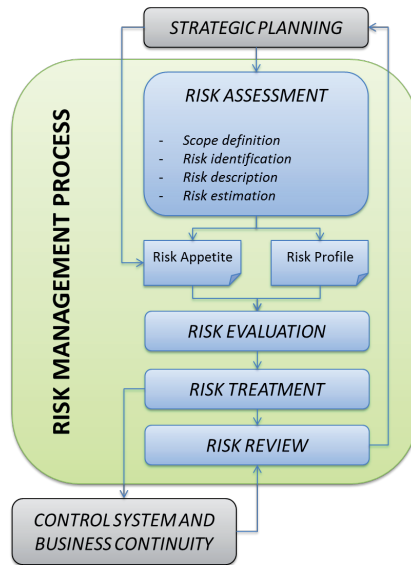 STRATEGIC PLANNING
RISK MANAGEMENT PROCESS
RISK ASSESSMENT
- Scope definition
- Risk identification
- Risk description
- Risk estimation
Risk Appetite
Risk Profile
RISK EVALUATION
RISK TREATMENT
RISK REVIEW
CONTROL SYSTEM AND
BUSINESS CONTINUITY